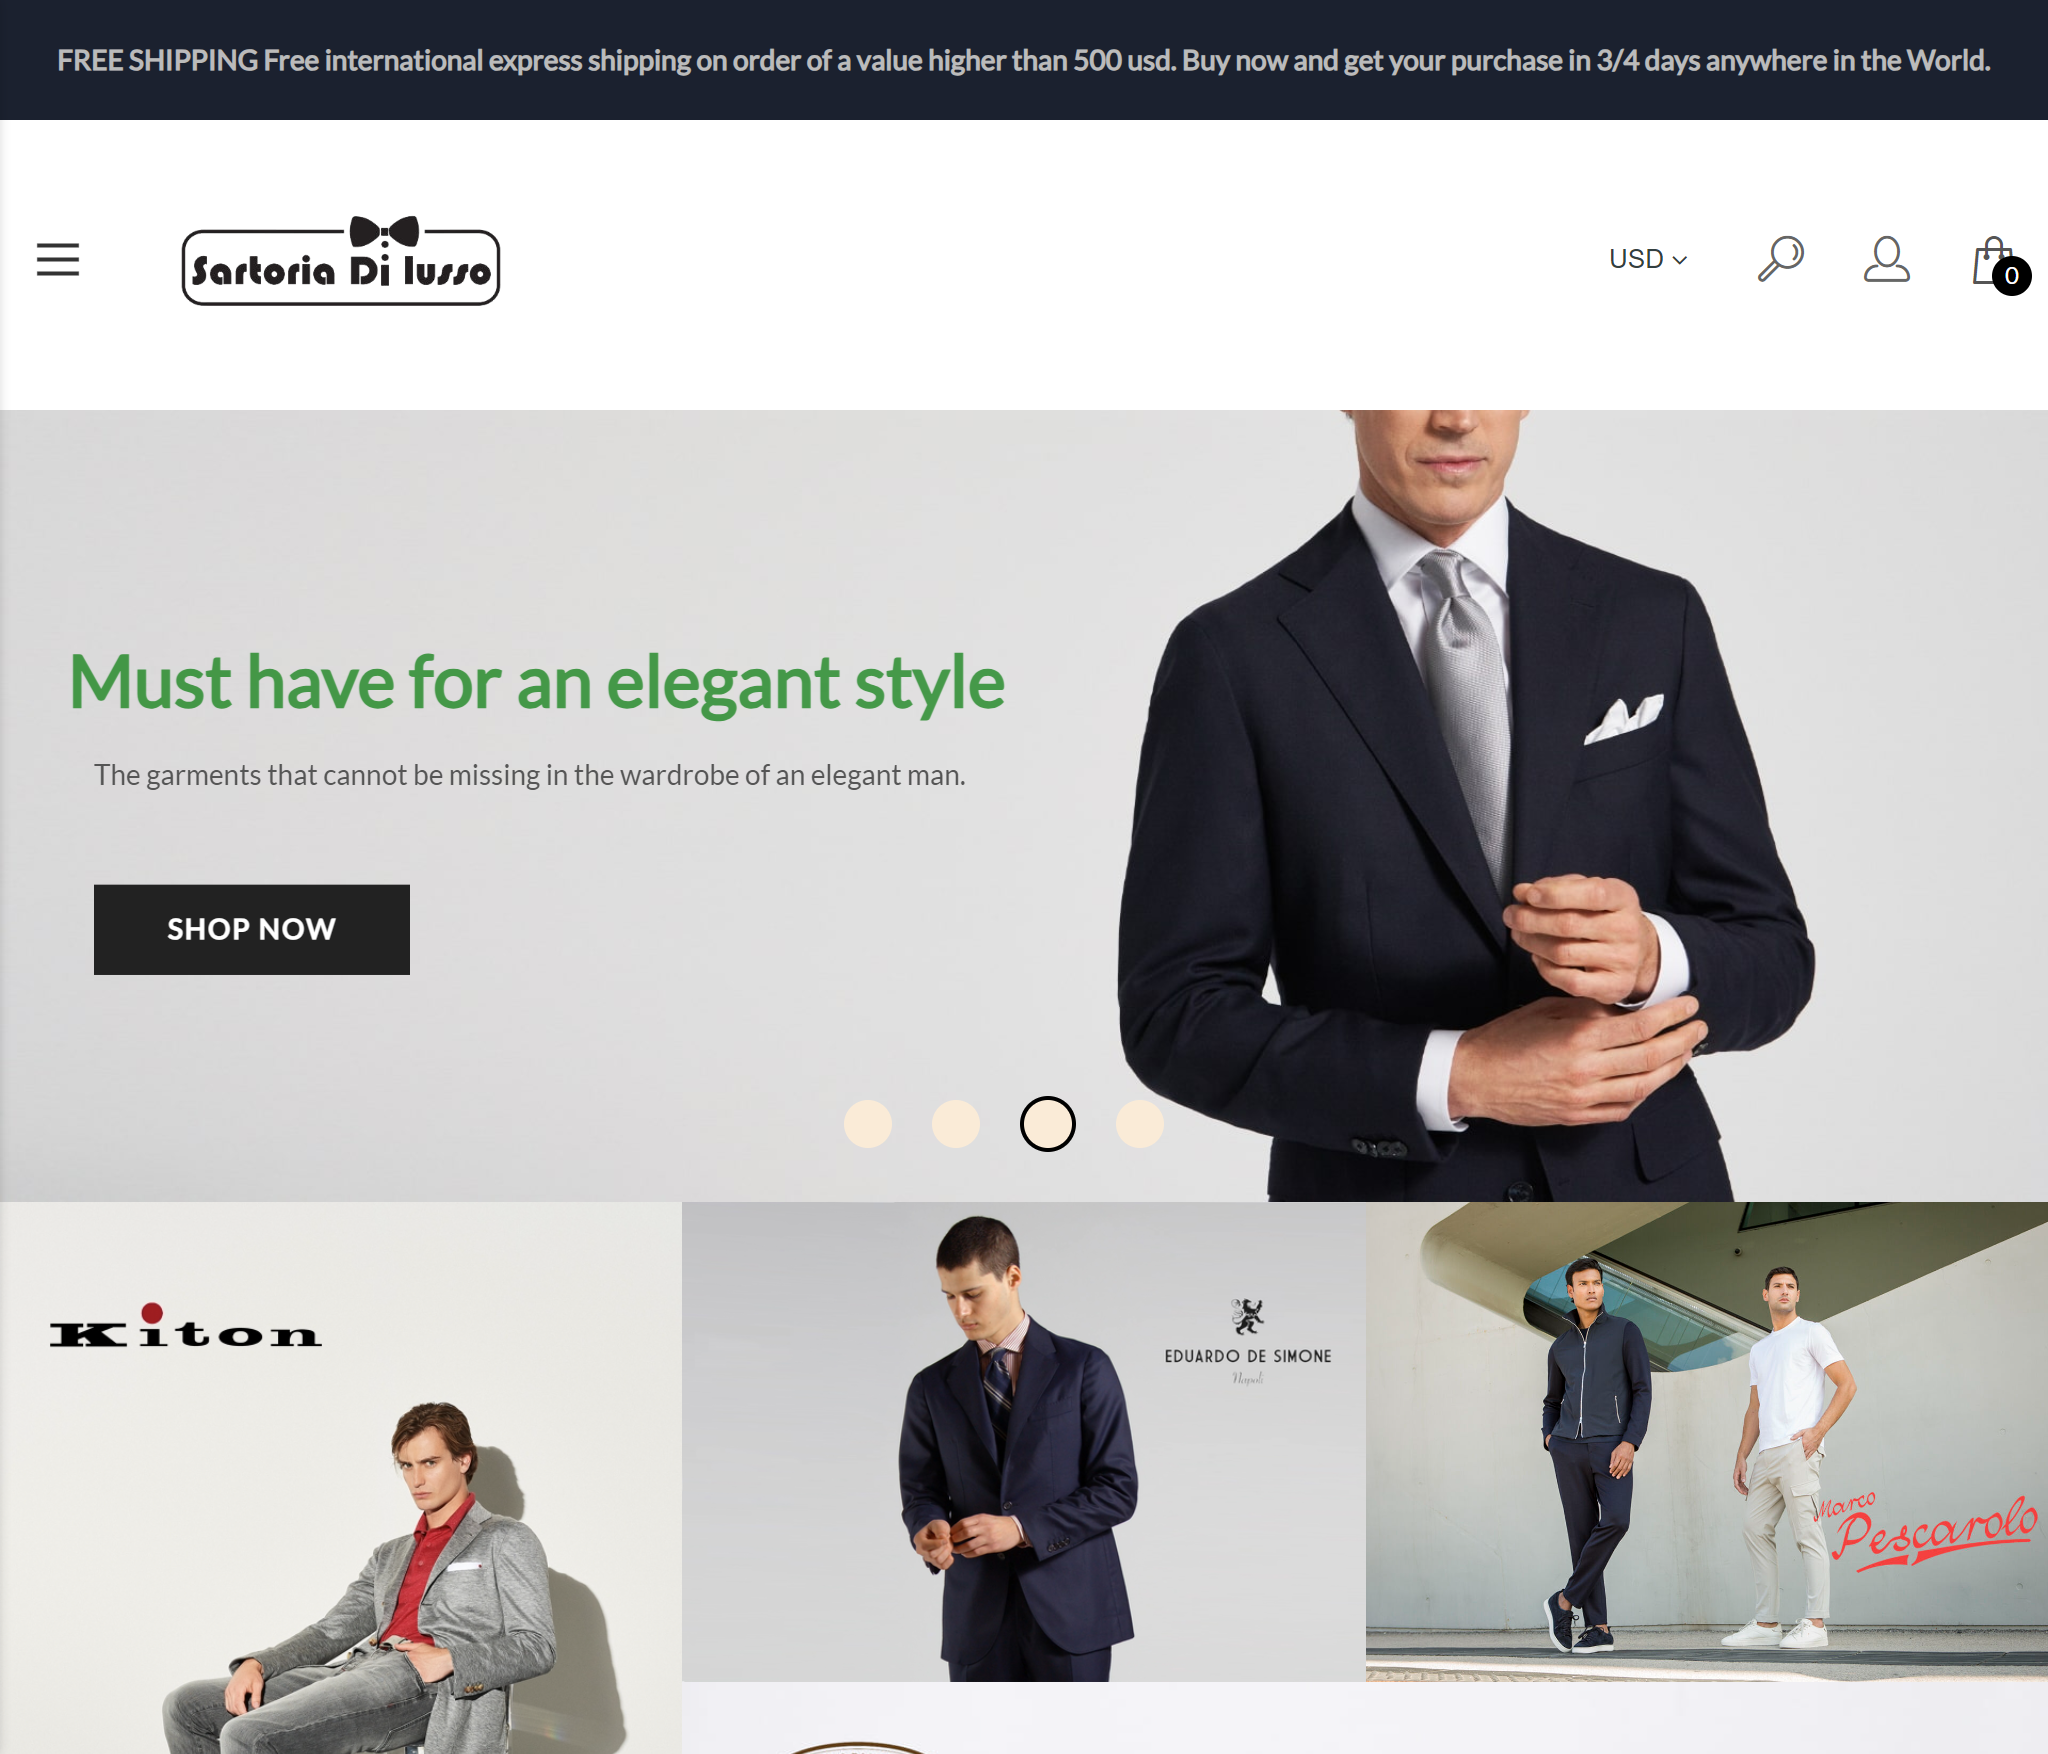 FREE SHIPPING Free international express shipping on order of a value higher than 500 usd. Buy now and get your purchase in 3/4 days anywhere in the World.
Sartoria Di lusso
USD
0
Must have for an elegant style
The garments that cannot be missing in the wardrobe of an elegant man.
SHOP NOW
Kiton
EDUARDO DE SIMONE
Napoli
Marco
Pescarolo